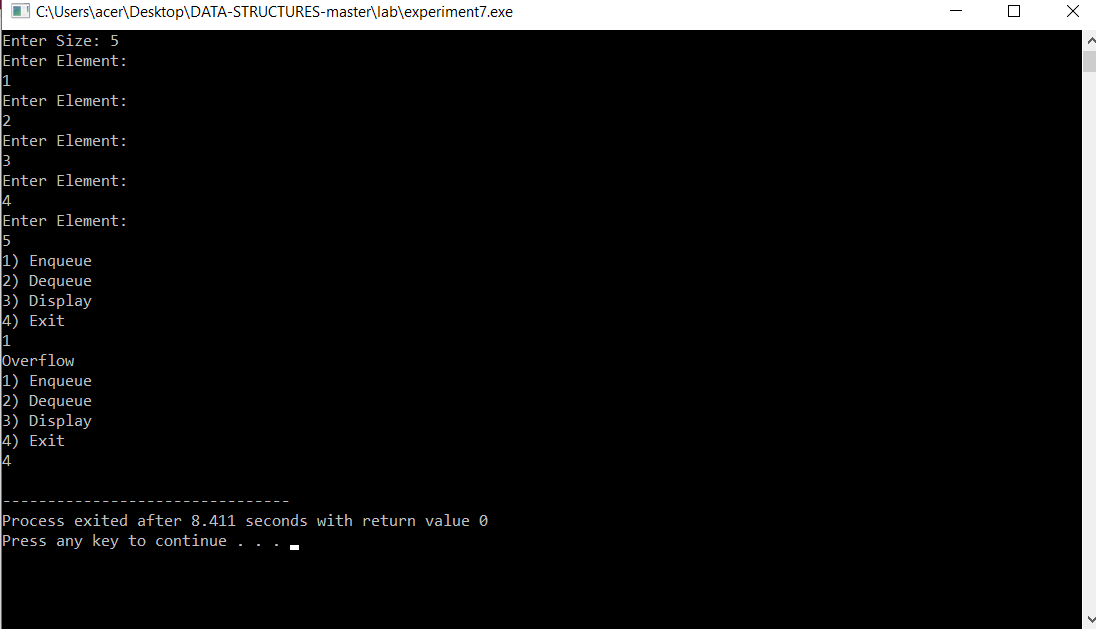 C:\Users\acer\Desktop\DATA-STRUCTURES-master\lab\experiment7.exe
Enter Size: 5
Enter Element:
1
Enter Element:
2
Enter Element:
3
Enter Element:
4
Enter Element:
5
1) Enqueue
2) Dequeue
3) Display
4) Exit
1
Overflow
1) Enqueue
2) Dequeue
3) Display
4) Exit
4
--------------------------------
Process exited after 8.411 seconds with return value 0
Press any key to continue . . .